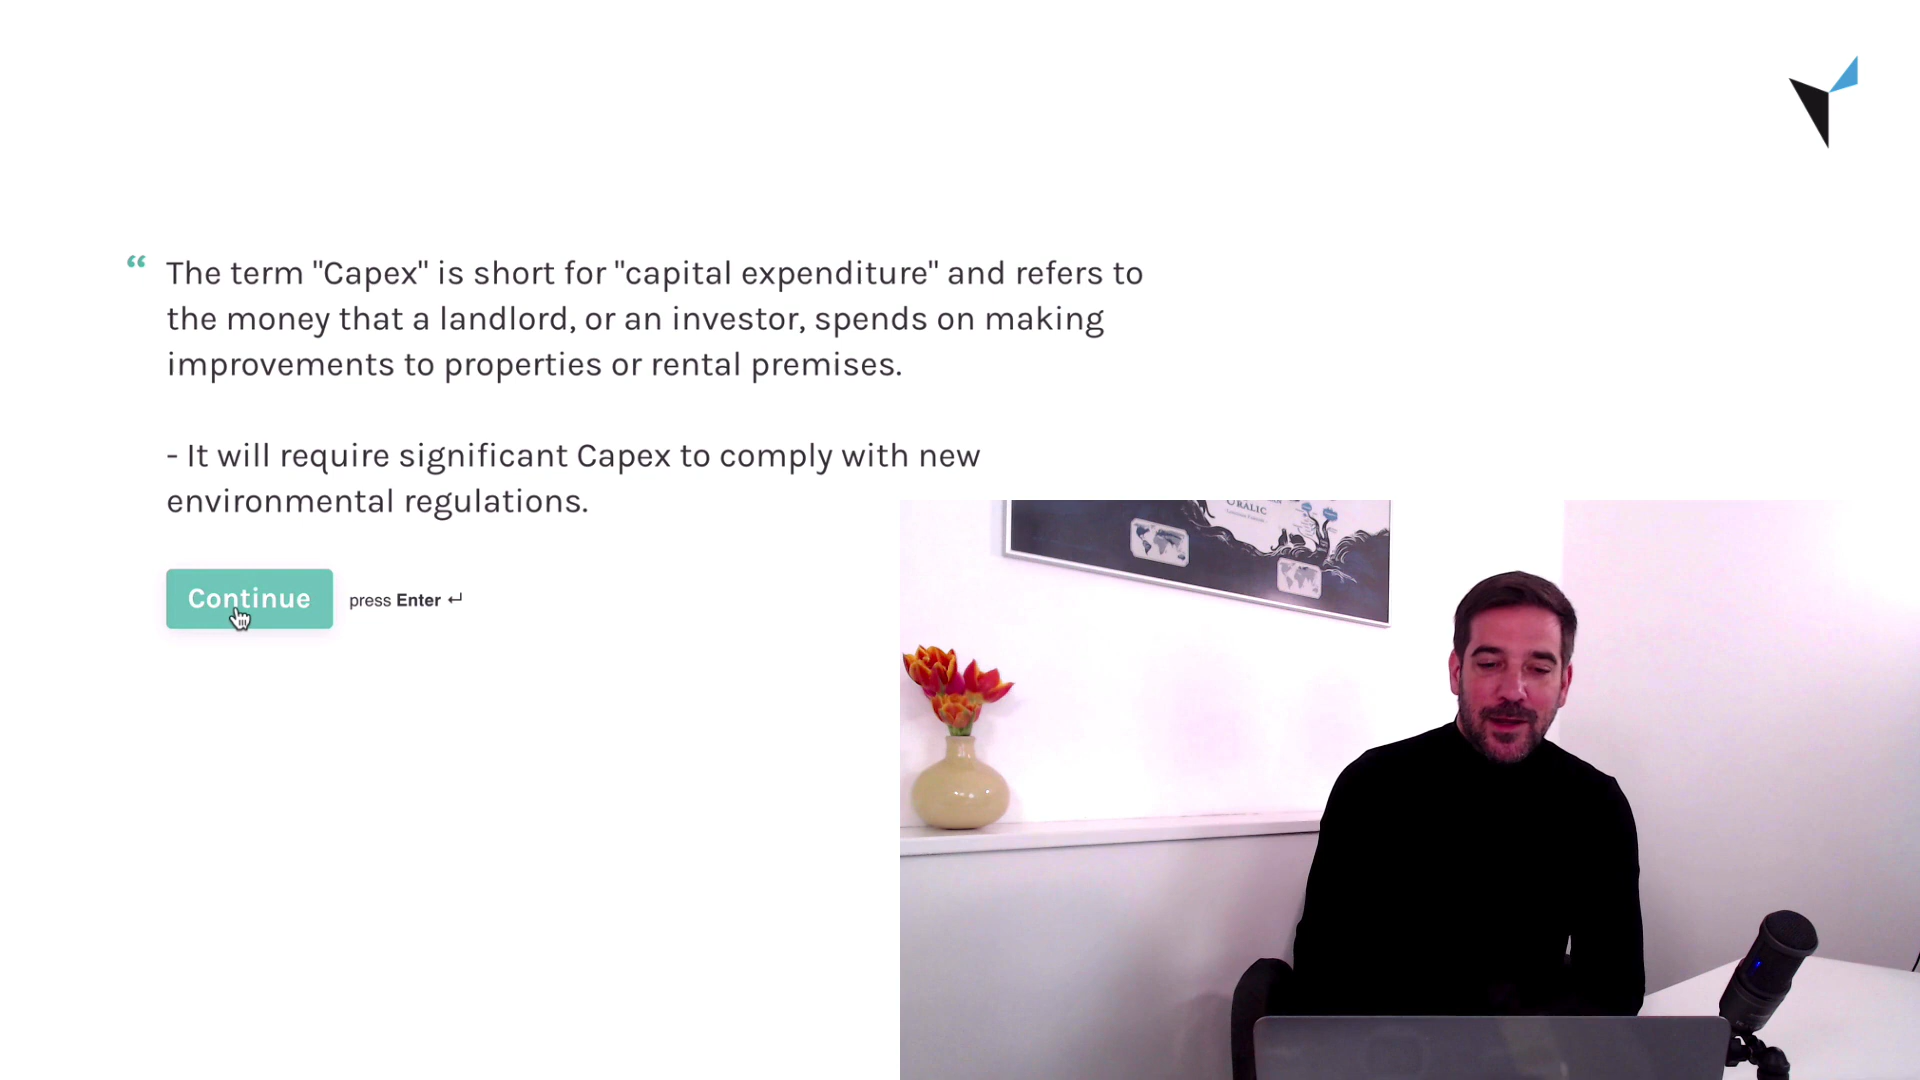 “ The term "Capex" is short for "capital expenditure" and refers to
the money that a landlord, or an investor, spends on making
improvements to properties or rental premises.
- It will require significant Capex to comply with new
environmental regulations.
Continue
press Enter ↵
URALIC